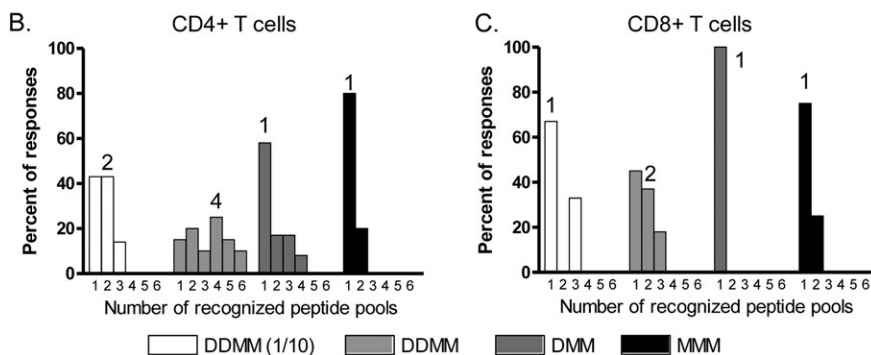 B.
CD4+ T cells
Percent of responses
100
80
60
40
20
0
2
4
1
1
1 2 3 4 5 6 1 2 3 4 5 6 1 2 3 4 5 6 1 2 3 4 5 6
Number of recognized peptide pools
C.
CD8+ T cells
Percent of responses
100
80
60
40
20
0
1
2
1
1
1 2 3 4 5 6 1 2 3 4 5 6 1 2 3 4 5 6 1 2 3 4 5 6
Number of recognized peptide pools
DDMM (1/10) DDMM DMM MMM